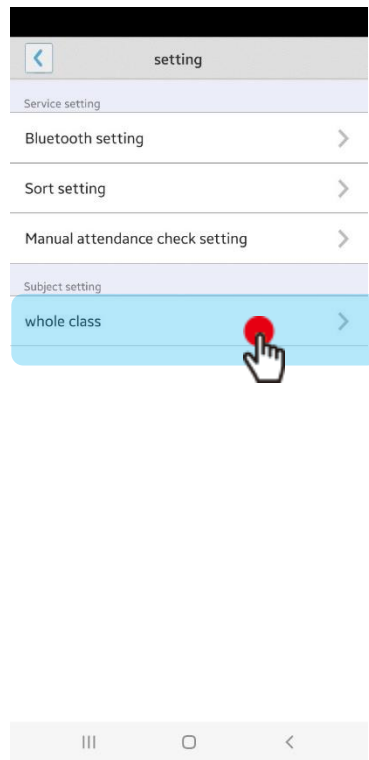 setting
Service setting
Bluetooth setting
Sort setting
Manual attendance check setting
Subject setting
whole class